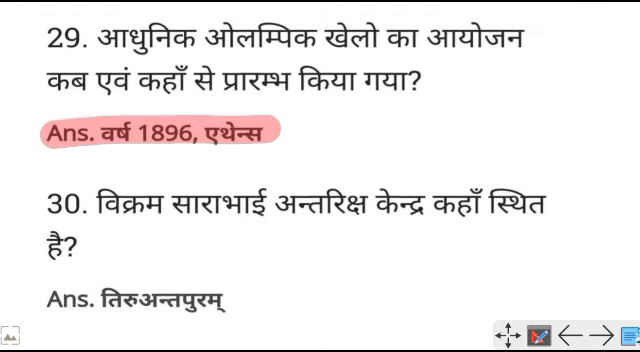 29. आधुनिक ओलम्पिक खेलो का आयोजन
कब एवं कहाँ से प्रारम्भ किया गया?
Ans. वर्ष 1896, एथेन्स
30. विक्रम साराभाई अन्तरिक्ष केन्द्र कहाँ स्थित
है?
Ans. तिरुअन्तपुरम्